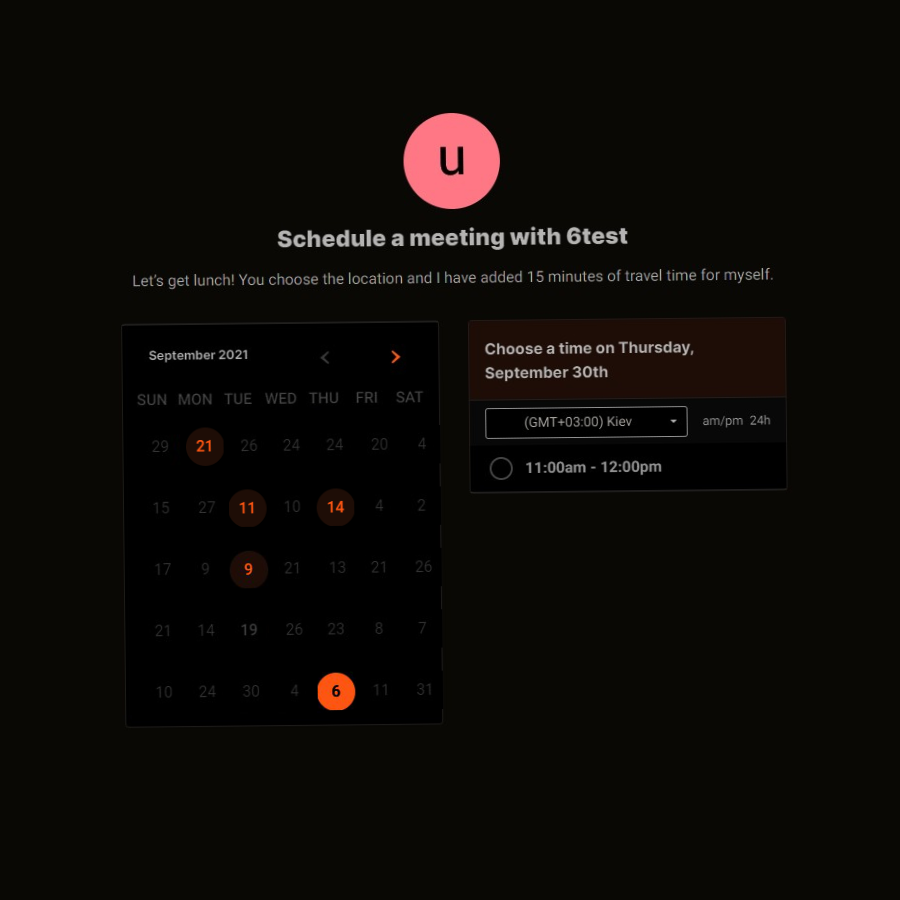 u
Schedule a meeting with 6test
Let's get lunch! You choose the location and I have added 15 minutes of travel time for myself.
September 2021
SUN MON TUE WED THU FRI SAT
29 21 26 24 24 20 4
15 27 11 10 14 4 2
17 9 9 21 13 21 26
21 14 19 26 23 8 7
10 24 30 4 6 11 31
Choose a time on Thursday,
September 30th
(GMT+03:00) Kiev am/pm 24h
11:00am - 12:00pm